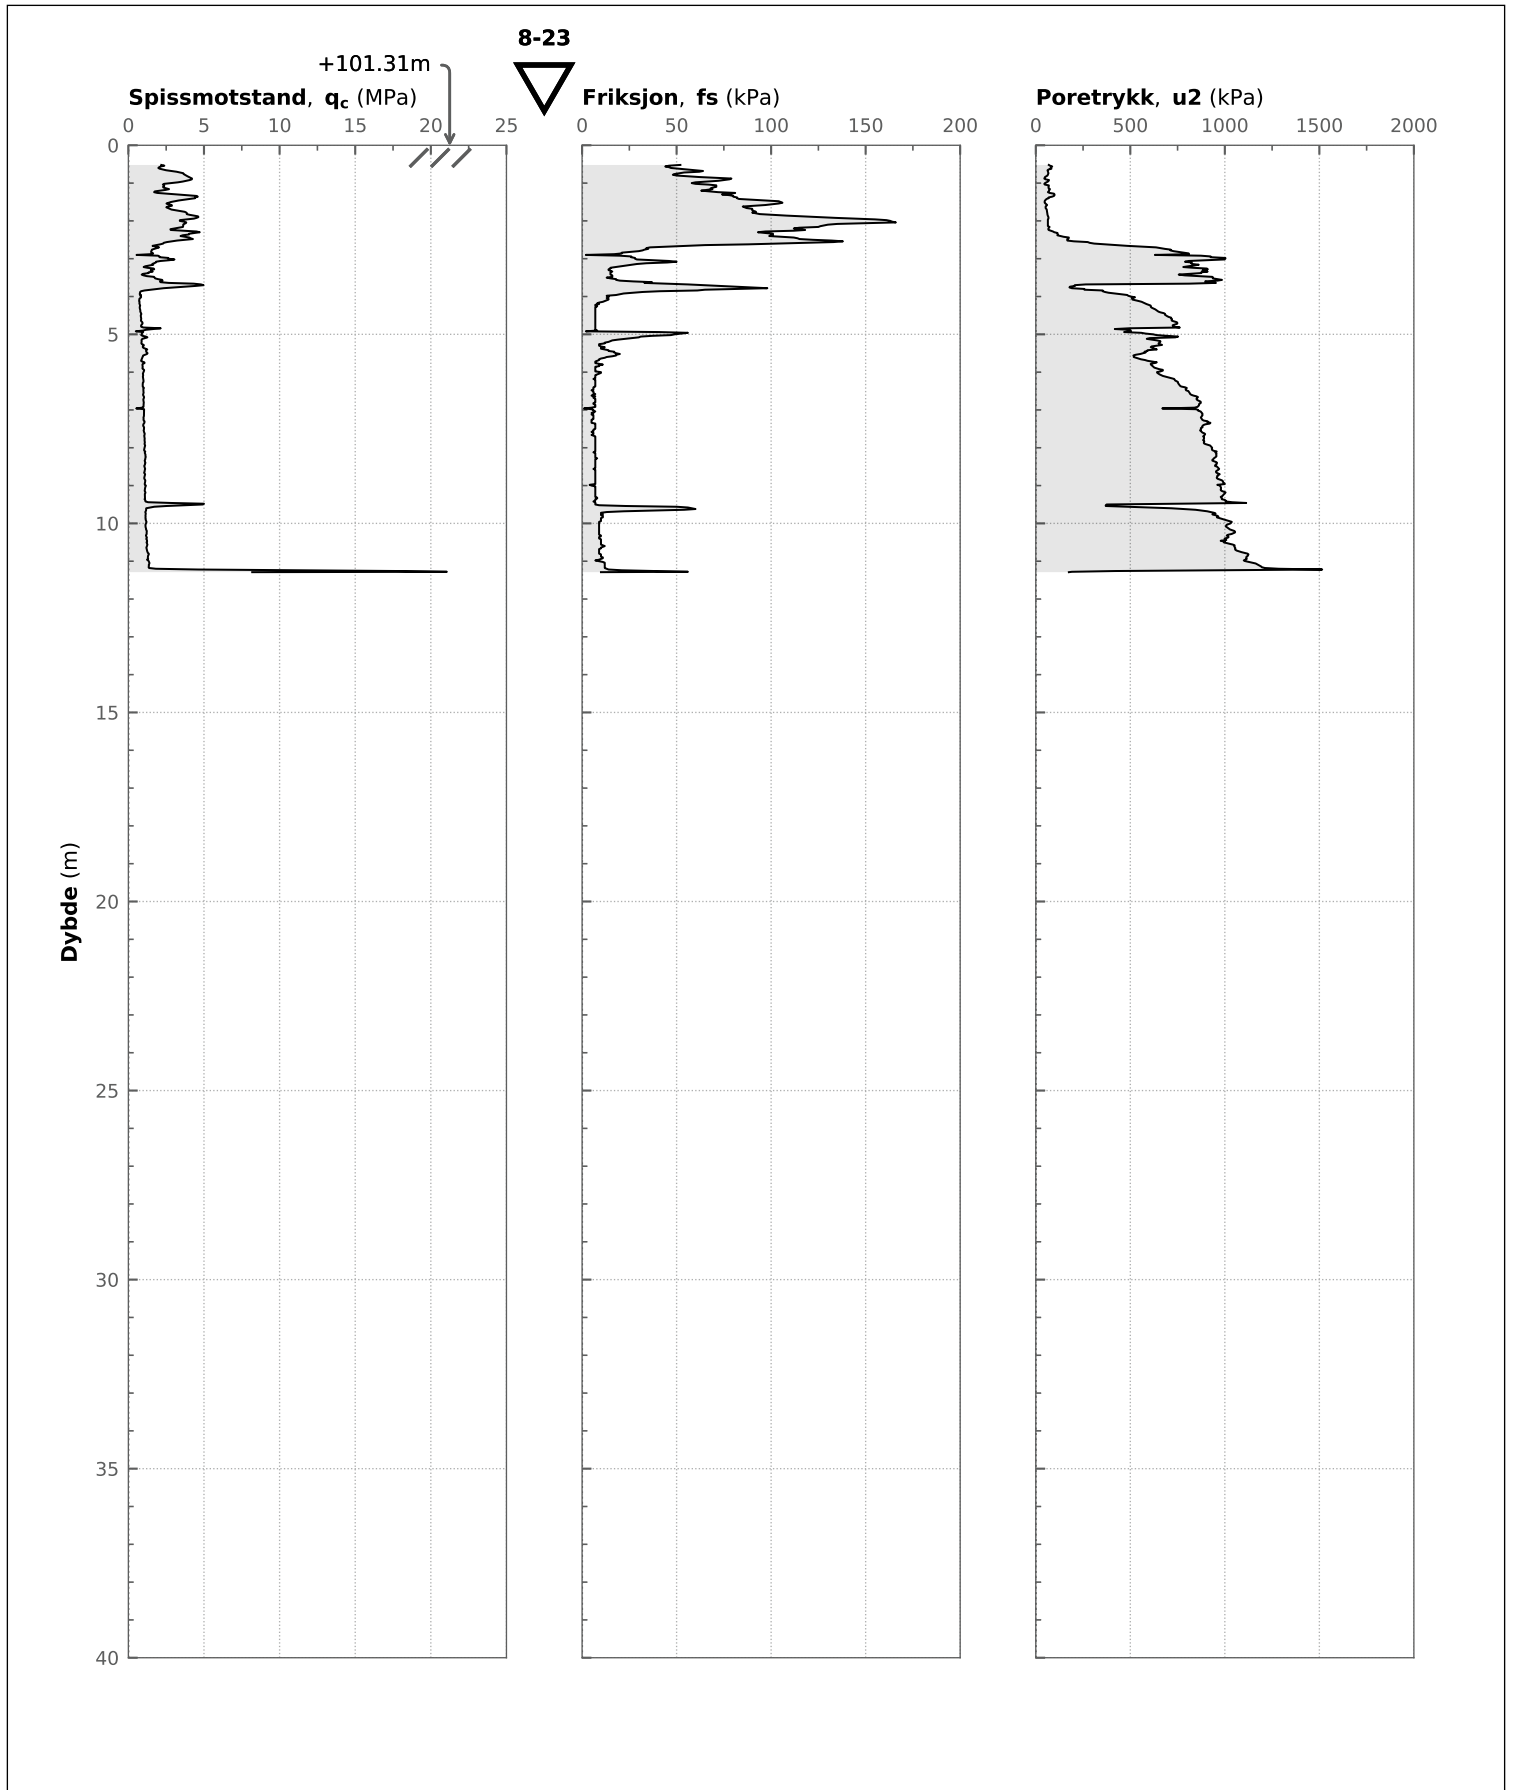 8-23
+101.31m
Spissmotstand, qc (MPa)
Friksjon, fs (kPa)
Poretrykk, u2 (kPa)
0 5 10 15 20 25
0 50 100 150 200
0 500 1000 1500 2000
0
5
10
15
20
25
30
35
40
Dybde (m)